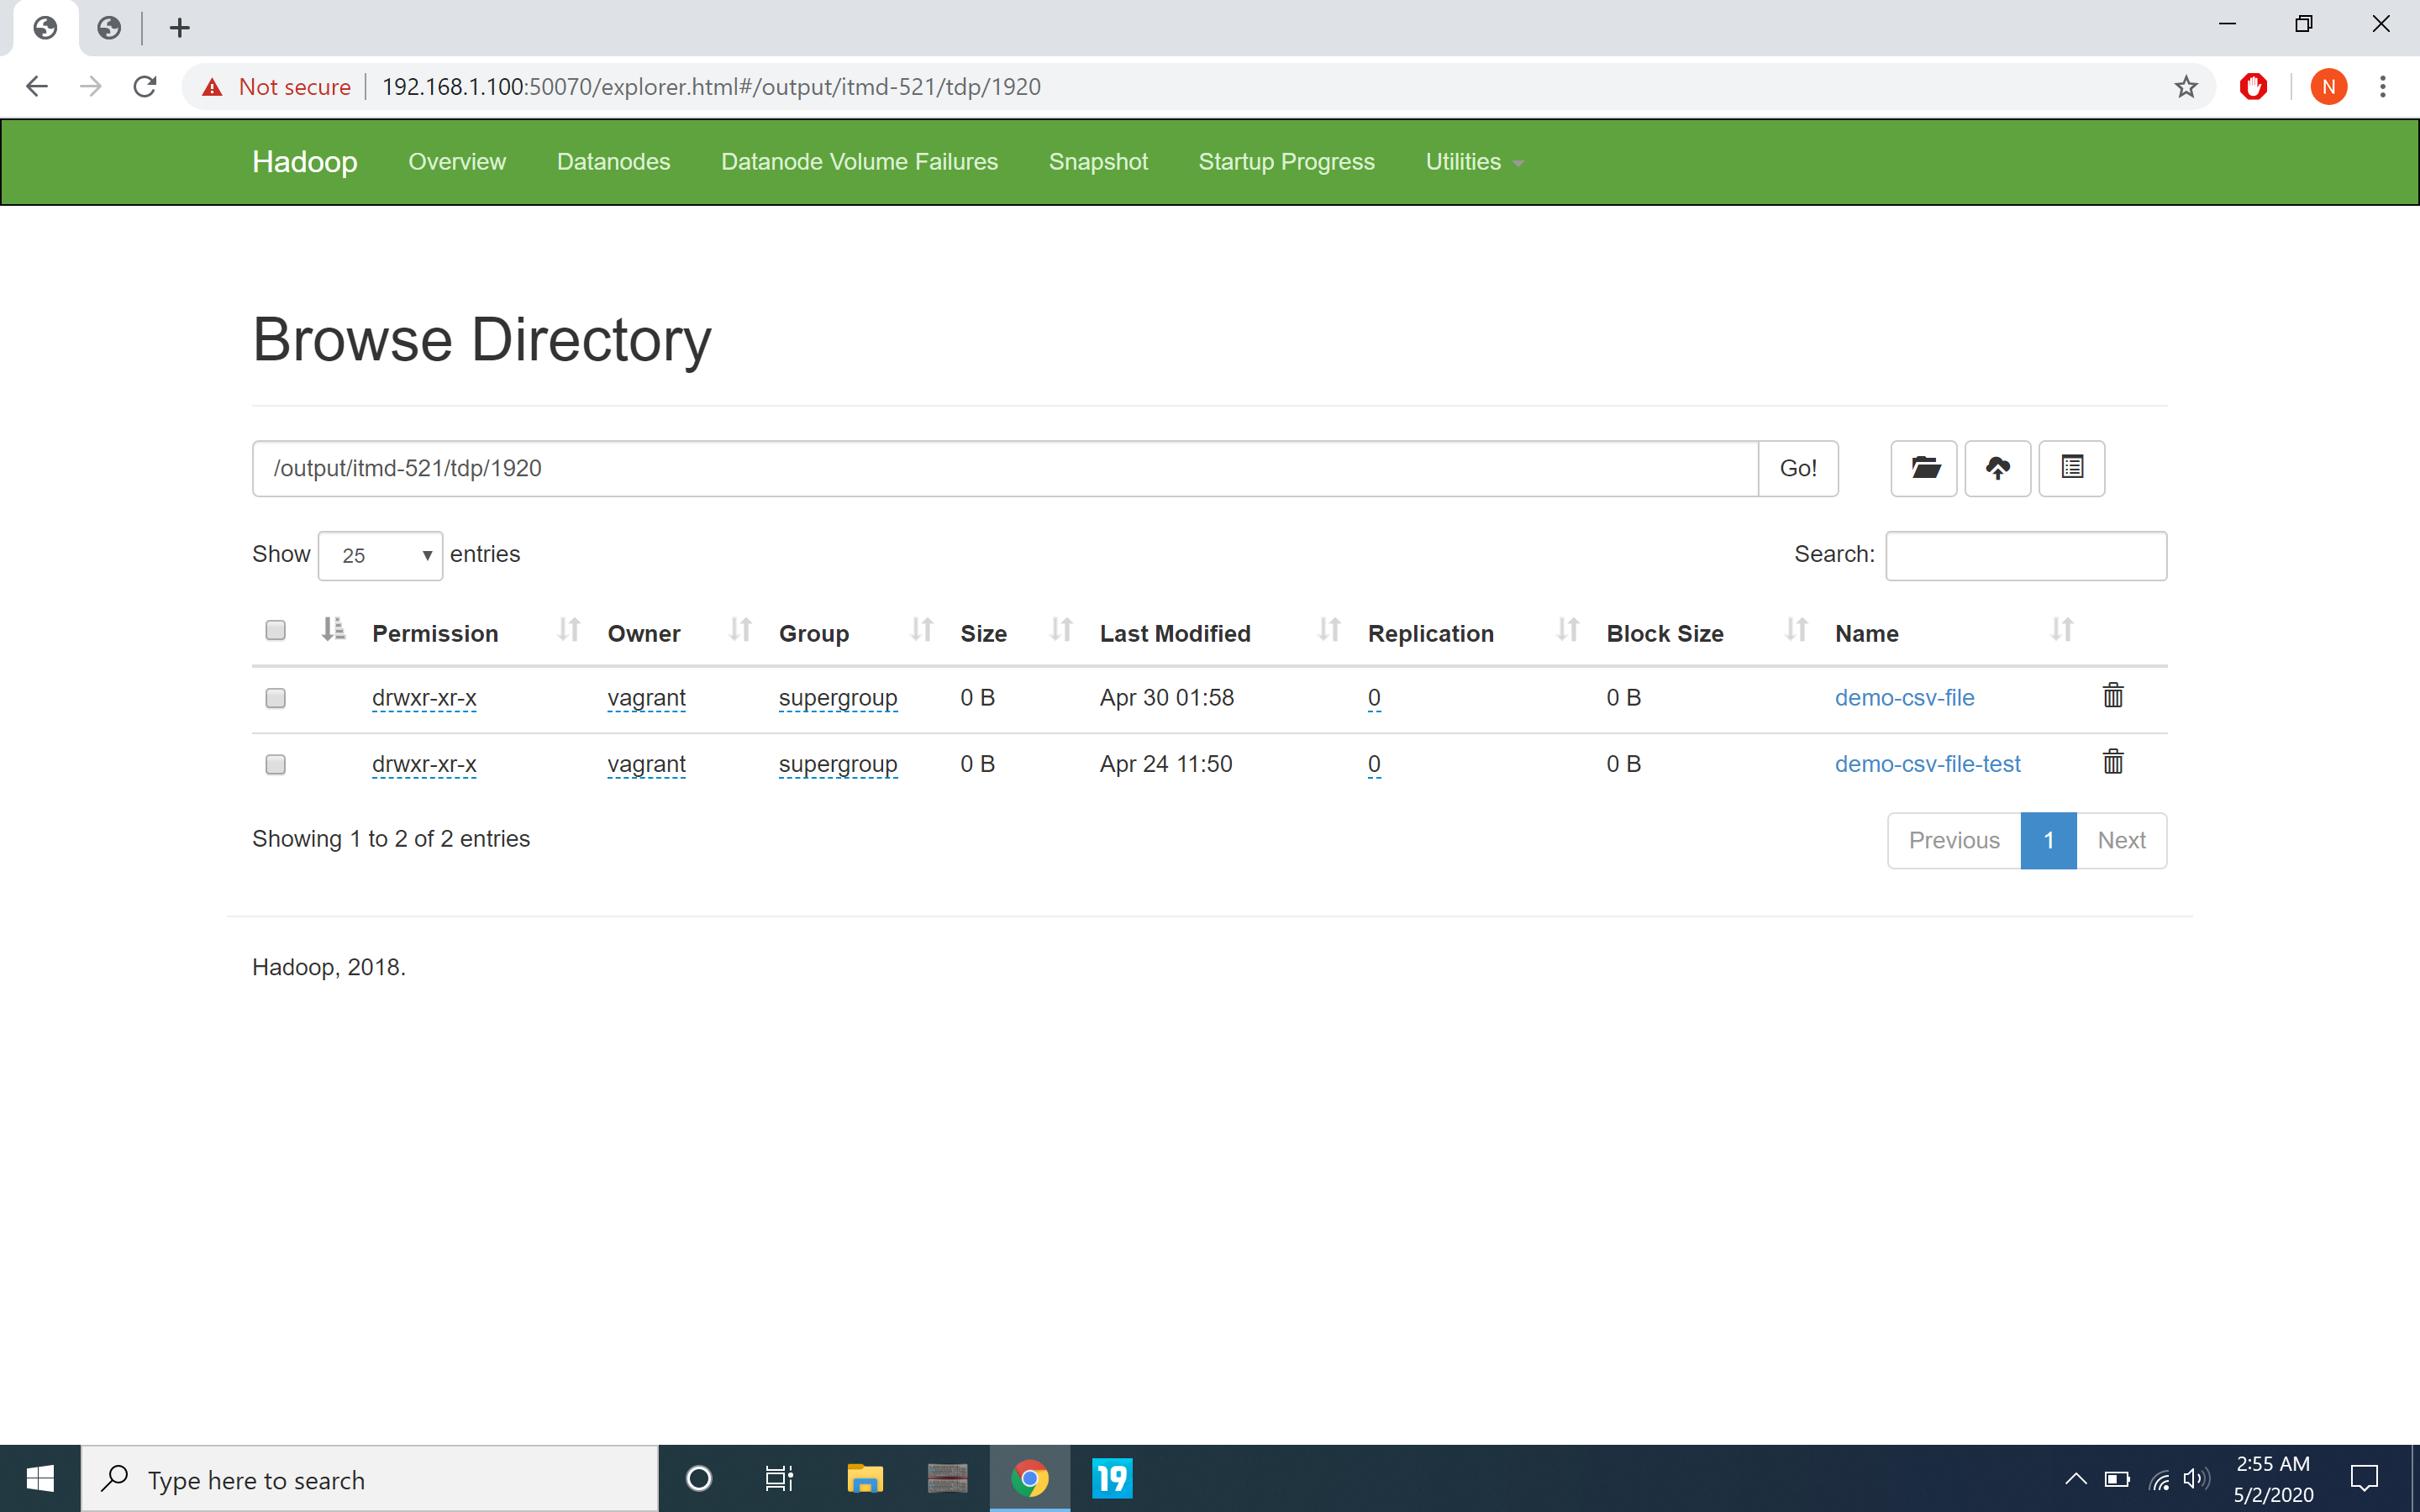 Not secure | 192.168.1.100:50070/explorer.html#/output/itmd-521/tdp/1920
N
Hadoop Overview Datanodes Datanode Volume Failures Snapshot Startup Progress Utilities
Browse Directory
/output/itmd-521/tdp/1920 Go!
Show 25 entries Search:
Permission Owner Group Size Last Modified Replication Block Size Name
drwxr-xr-x vagrant supergroup 0 B Apr 30 01:58 0 0 B demo-csv-file
drwxr-xr-x vagrant supergroup 0 B Apr 24 11:50 0 0 B demo-csv-file-test
Showing 1 to 2 of 2 entries Previous 1 Next
Hadoop, 2018.
Type here to search
19
2:55 AM
5/2/2020